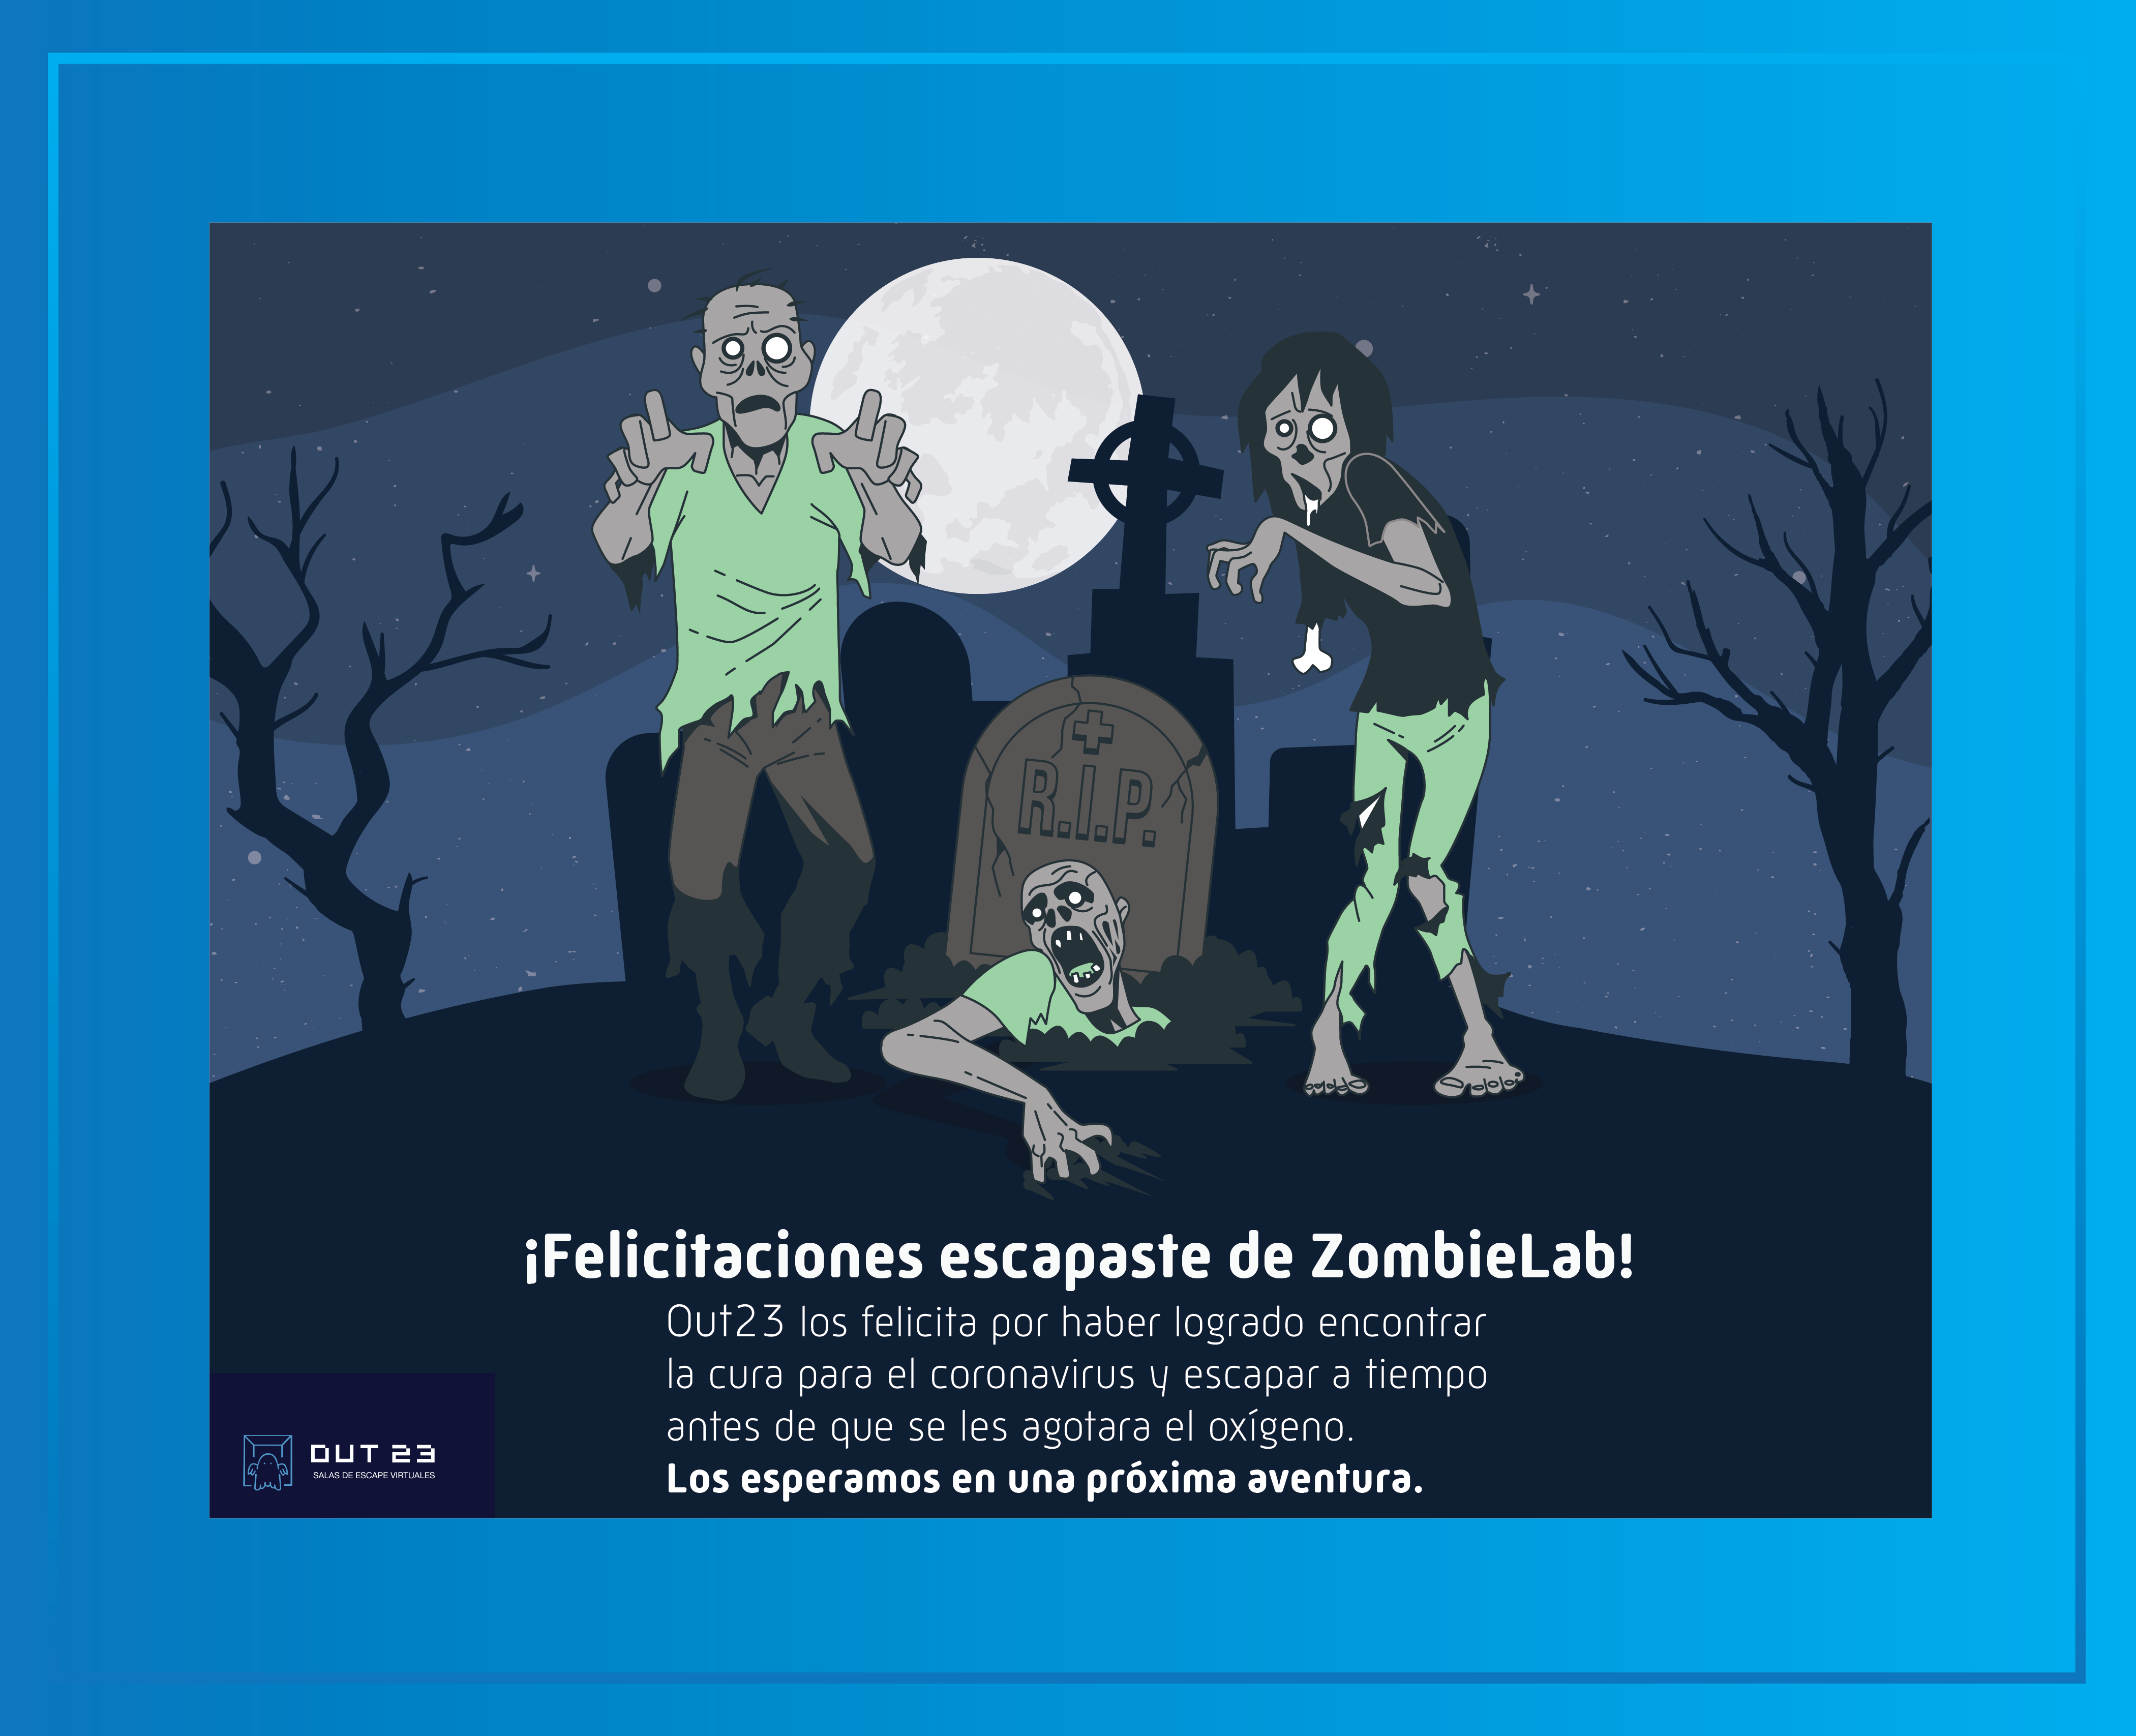 R.I.P.
¡Felicitaciones escapaste de ZombieLab!
Out23 los felicita por haber logrado encontrar
la cura para el coronavirus y escapar a tiempo
antes de que se les agotara el oxígeno.
Los esperamos en una próxima aventura.
OUT 23
SALAS DE ESCAPE VIRTUALES